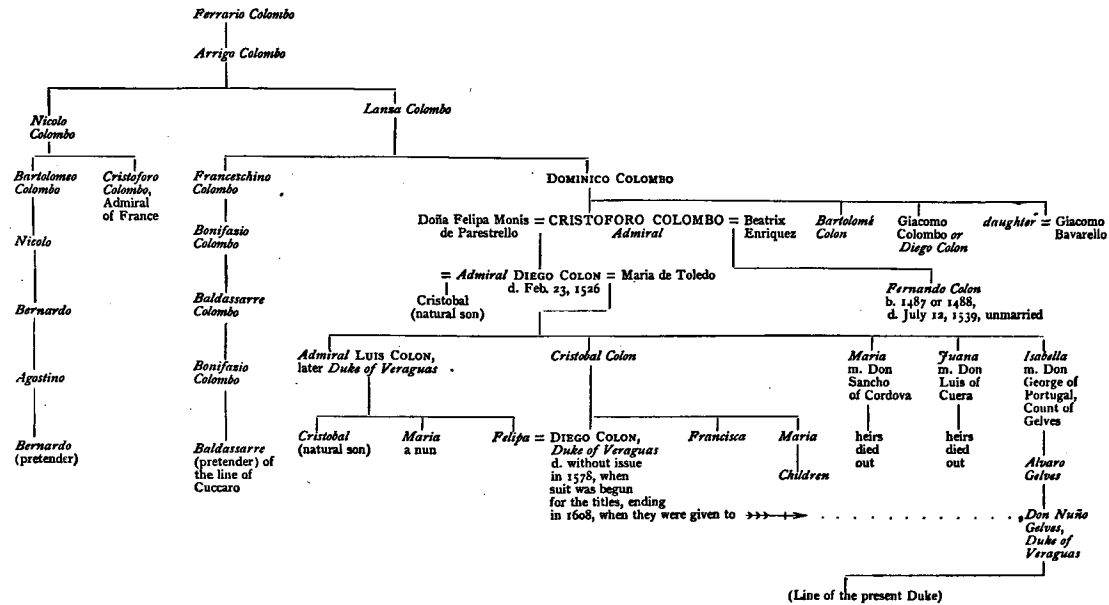 Ferrario Colombo
Arrigo Colombo
Nicolo
Colombo
Lanza Colombo
Bartolomeo
Colombo
Cristoforo
Colombo,
Admiral
of France
Franceschino
Colombo
DOMINICO COLOMBO
Nicolo
Bonifazio
Colombo
Doña Felipa Monis
de Parestrello
= CRISTOFORO COLOMBO =
Admiral
Beatrix
Enriquez
Bartolomé
Colon
Giacomo
Colombo or
Diego Colon
daughter = Giacomo
Bavarello
= Admiral DIEGO COLON = Maria de Toledo
d. Feb. 23, 1526
Cristobal
(natural son)
Fernando Colon
b. 1487 or 1488,
d. July 12, 1539, unmarried
Bernardo
Baldassarre
Colombo
Agostino
Bonifazio
Colombo
Admiral LUIS COLON,
later Duke of Veraguas
Cristobal Colon
Maria
m. Don
Sancho
of Cordova
Juana
m. Don
Luis of
Cuera
Isabella
m. Don
George of
Portugal,
Count of
Gelves
Bernardo
(pretender)
Baldassarre
(pretender) of
the line of
Cuccaro
Cristobal
(natural son)
Maria
a nun
Felipa = DIEGO COLON,
Duke of Veraguas
d. without issue
in 1578, when
suit was begun
for the titles, ending
in 1608, when they were given to
Francisca
Maria
Children
heirs
died
out
heirs
died
out
Alvaro
Gelves
Don Nuño
Gelves,
Duke of
Veraguas
(Line of the present Duke)